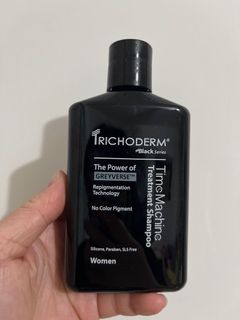 TRICHODERM®
Black Series
The Power of
GREYVERSE™
Repigmentation
Technology
No Color Pigment
Time Machine
Treatment Shampoo
Silicone, Paraben, SLS Free
Women